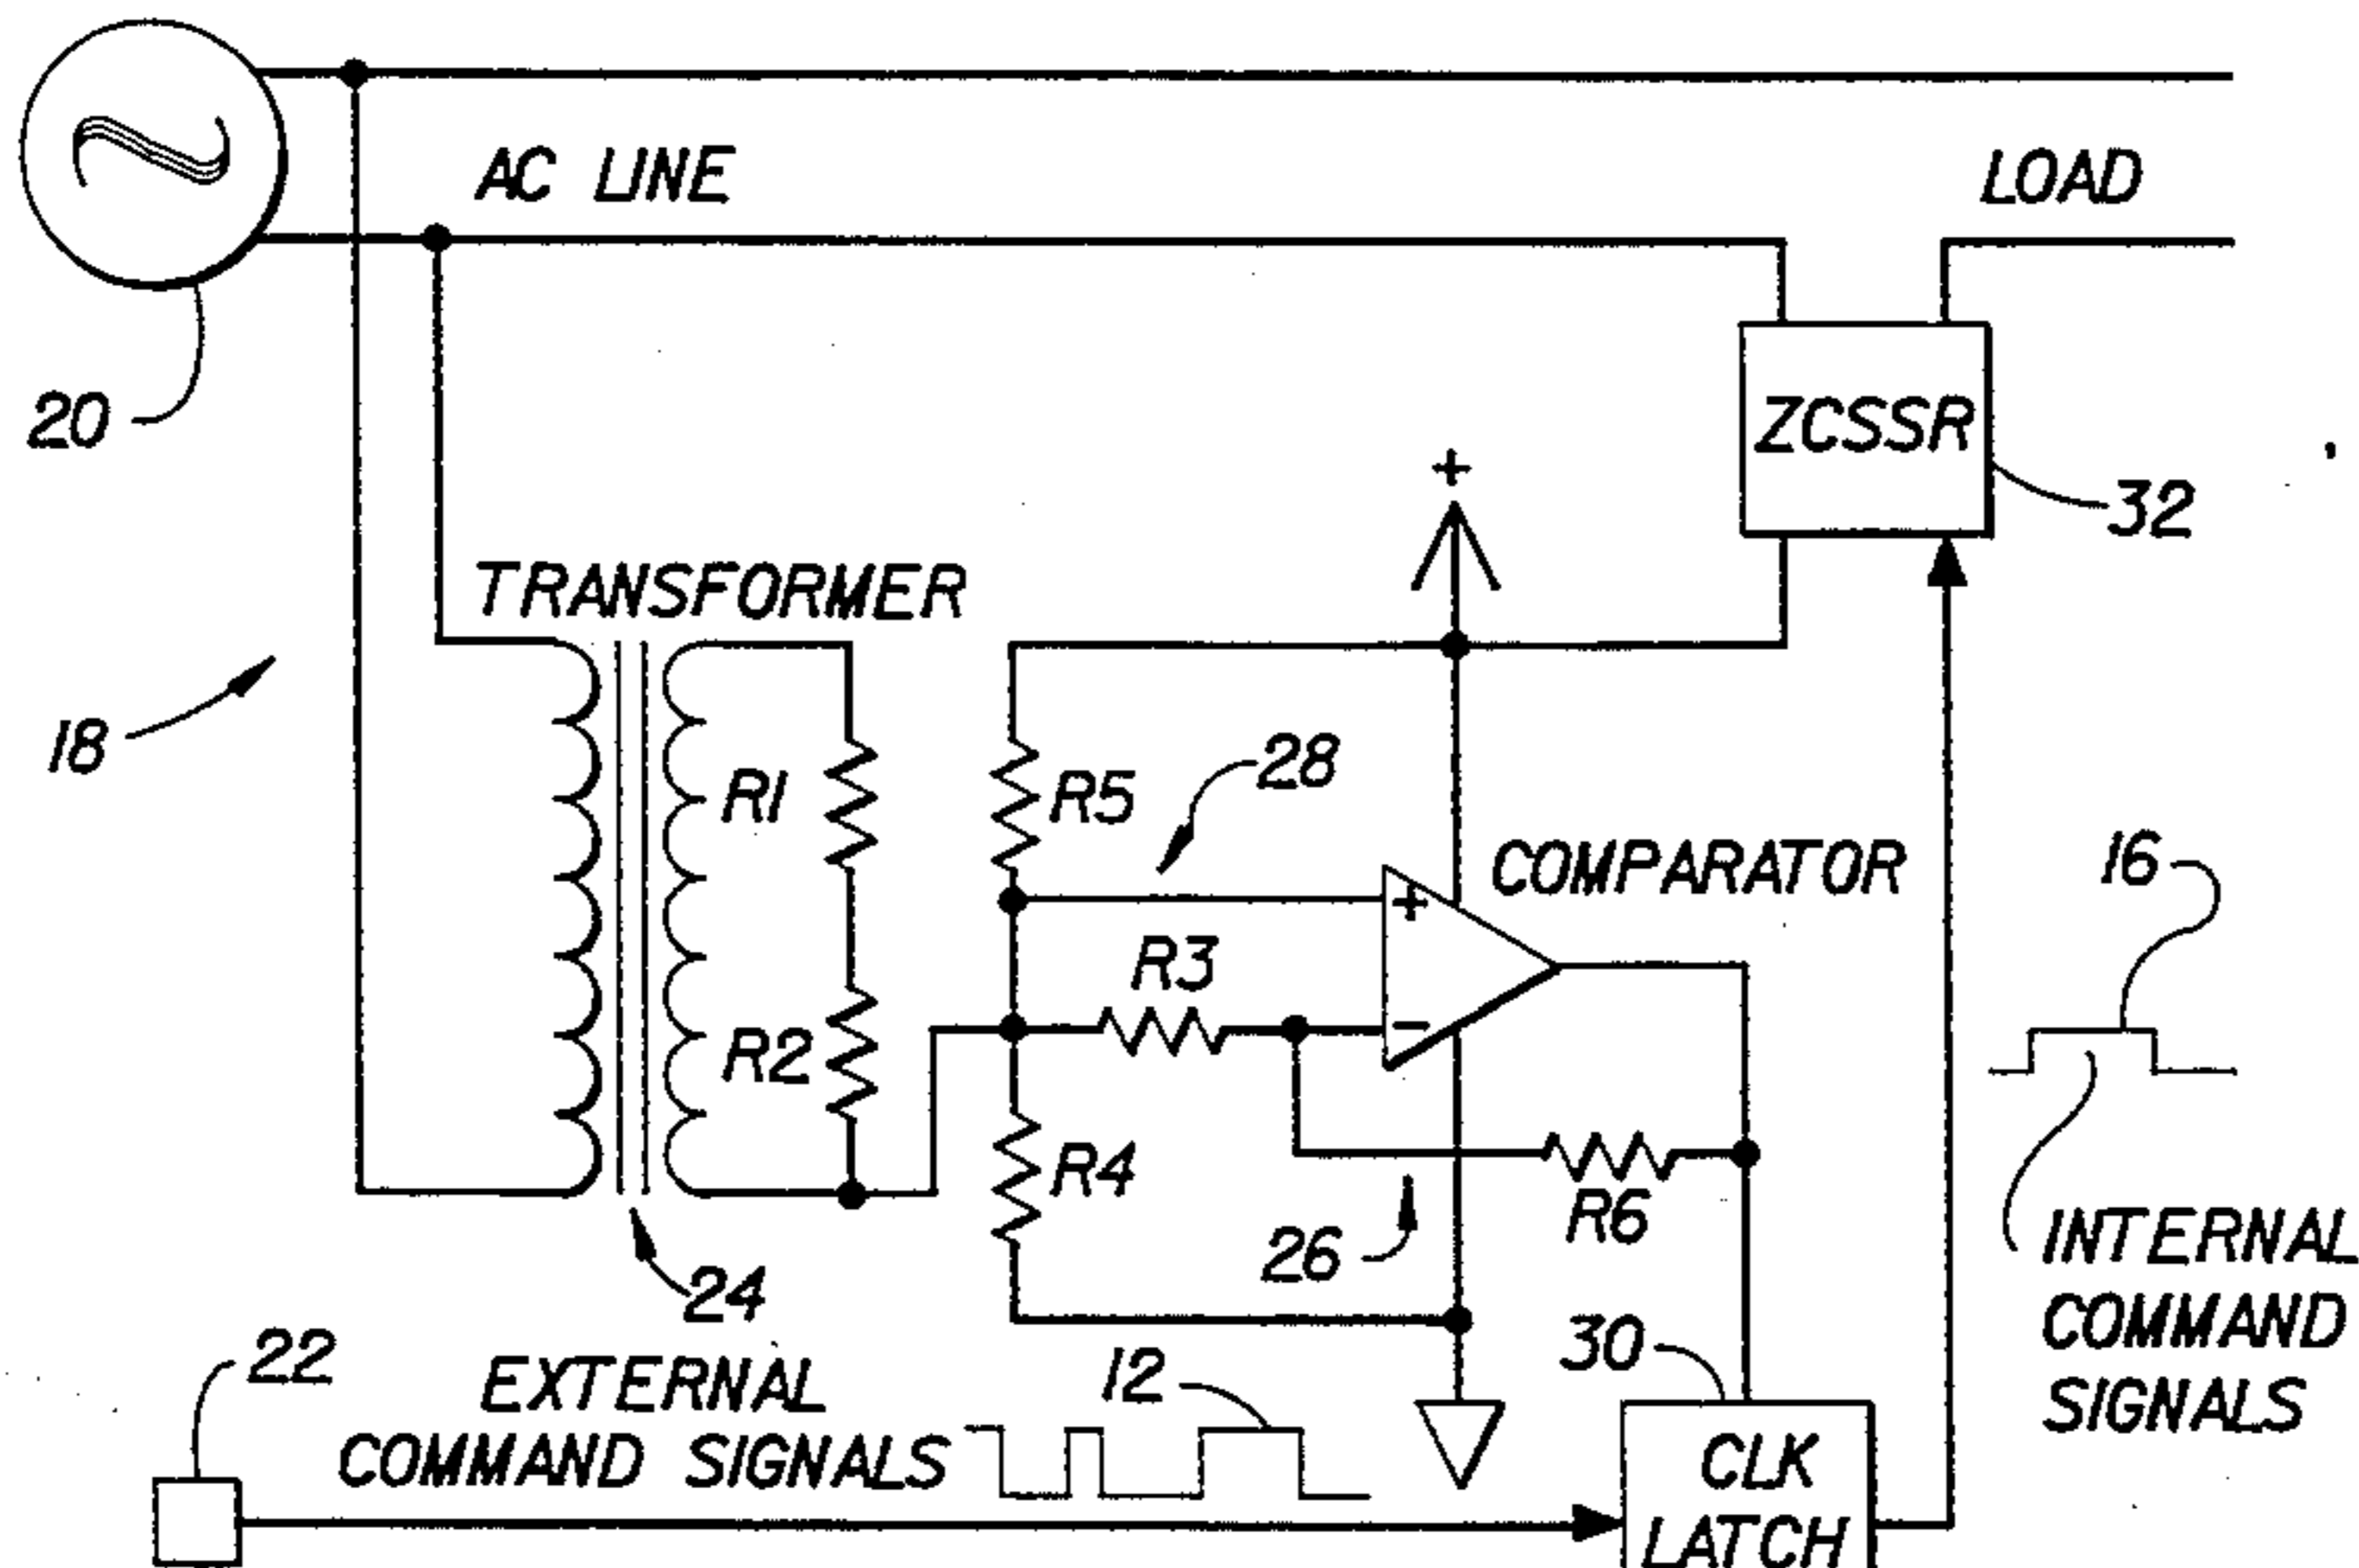 AC LINE
LOAD
20
ZCSSR
32
+
TRANSFORMER
18
R1
R5
28
COMPARATOR
16
+
R3
−
R2
R4
R6
26
24
INTERNAL
COMMAND
SIGNALS
22
EXTERNAL
COMMAND SIGNALS
12
30
CLK
LATCH